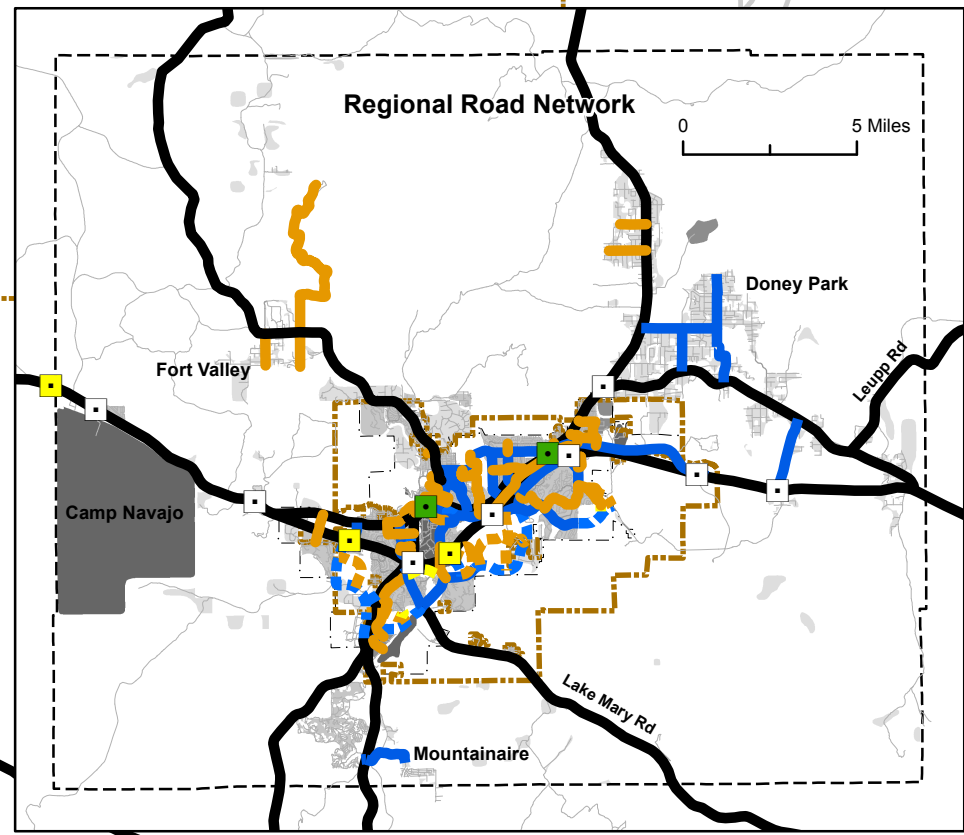 Regional Road Network
0 5 Miles
Doney Park
Fort Valley
Leupp Rd
Camp Navajo
Lake Mary Rd
Mountainaire